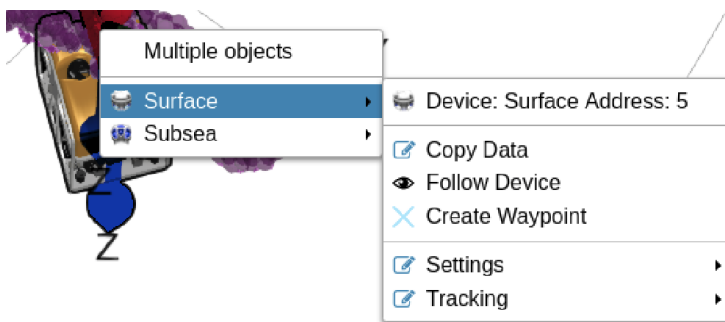 Multiple objects
Surface
Subsea
Device: Surface Address: 5
Copy Data
Follow Device
Create Waypoint
Settings
Tracking
Z
Z